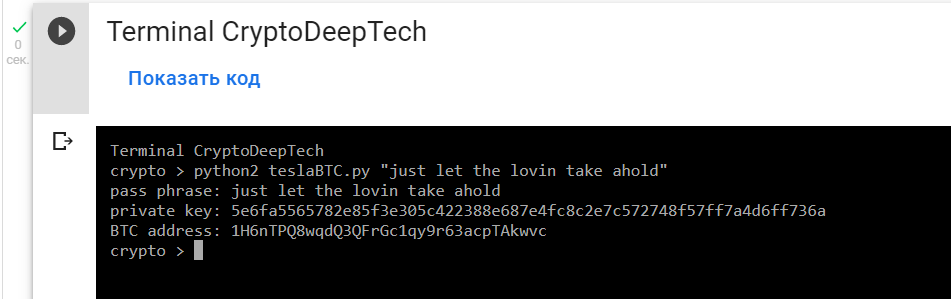 Terminal CryptoDeepTech
0
сек.
Показать код
Terminal CryptoDeepTech
crypto > python2 teslaBTC.py "just let the lovin take ahold"
pass phrase: just let the lovin take ahold
private key: 5e6fa5565782e85f3e305c422388e687e4fc8c2e7c572748f57ff7a4d6ff736a
BTC address: 1H6nTPQ8wqdQ3QFrGc1qy9r63acpTAkwvc
crypto >